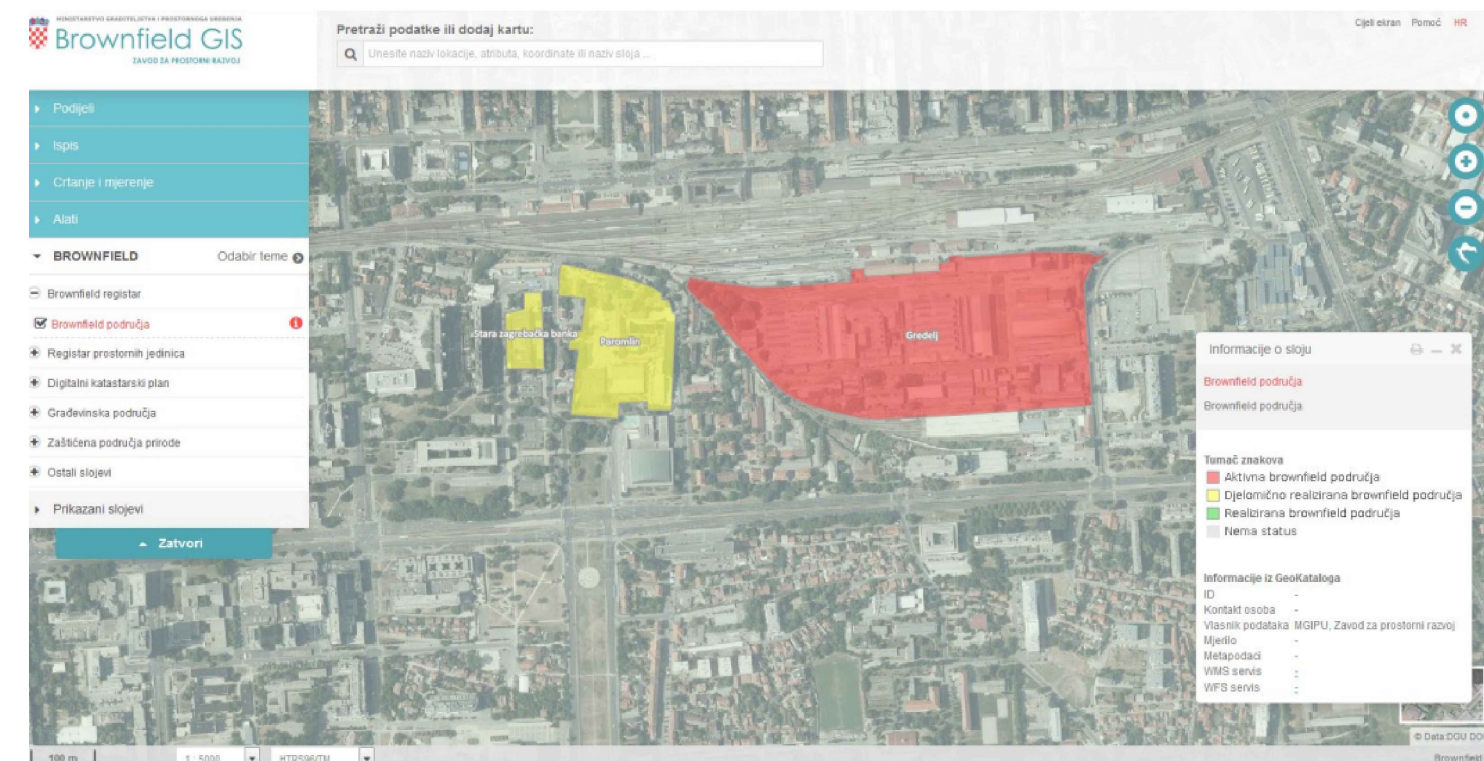 MINISTARSTVO GRADITELJSTVA I PROSTORNOGA UREĐENJA
Brownfield GIS
ZAVOD ZA PROSTORNI RAZVOJ
Pretraži podatke ili dodaj kartu:
Unesite naziv lokacije, atributa, koordinate ili naziv sloja ...
Cijeli ekran Pomoć HR
Podijeli
Ispis
Crtanje i mjerenje
Alati
BROWNFIELD Odabir teme
Brownfield registar
Brownfield područja
Registar prostornih jedinica
Digitalni katastarski plan
Građevinska područja
Zaštićena područja prirode
Ostali slojevi
Prikazani slojevi
Zatvori
Stara zagrebačka banka
Paromlin
Gredelj
Informacije o sloju
Brownfield područja
Brownfield područja
Tumač znakova
Aktivna brownfield područja
Djelomično realizirana brownfield područja
Realizirana brownfield područja
Nema status
Informacije iz GeoKataloga
ID -
Kontakt osoba -
Vlasnik podataka MGIPU, Zavod za prostorni razvoj
Mjerilo -
Metapodaci -
WMS servis -
WFS servis -
© Data:DGU DO
100 m 1 : 5000 HTRS96/TM Brownfield